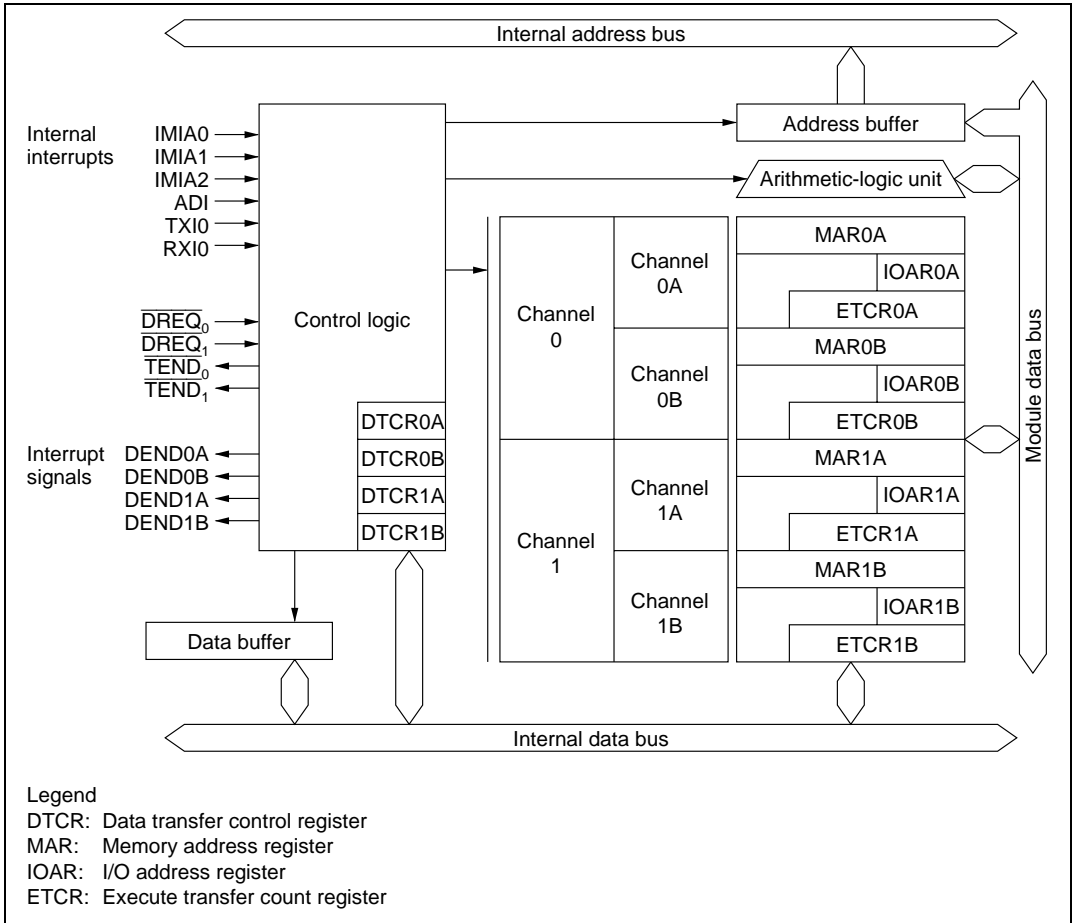 Internal address bus
Internal
interrupts
IMIA0
IMIA1
IMIA2
ADI
TXI0
RXI0
DREQ0
DREQ1
TEND0
TEND1
Interrupt
signals
DEND0A
DEND0B
DEND1A
DEND1B
Control logic
DTCR0A
DTCR0B
DTCR1A
DTCR1B
Data buffer
Address buffer
Arithmetic-logic unit
Channel
0
Channel
0A
Channel
0B
Channel
1
Channel
1A
Channel
1B
MAR0A
IOAR0A
ETCR0A
MAR0B
IOAR0B
ETCR0B
MAR1A
IOAR1A
ETCR1A
MAR1B
IOAR1B
ETCR1B
Module data bus
Internal data bus
Legend
DTCR: Data transfer control register
MAR: Memory address register
IOAR: I/O address register
ETCR: Execute transfer count register